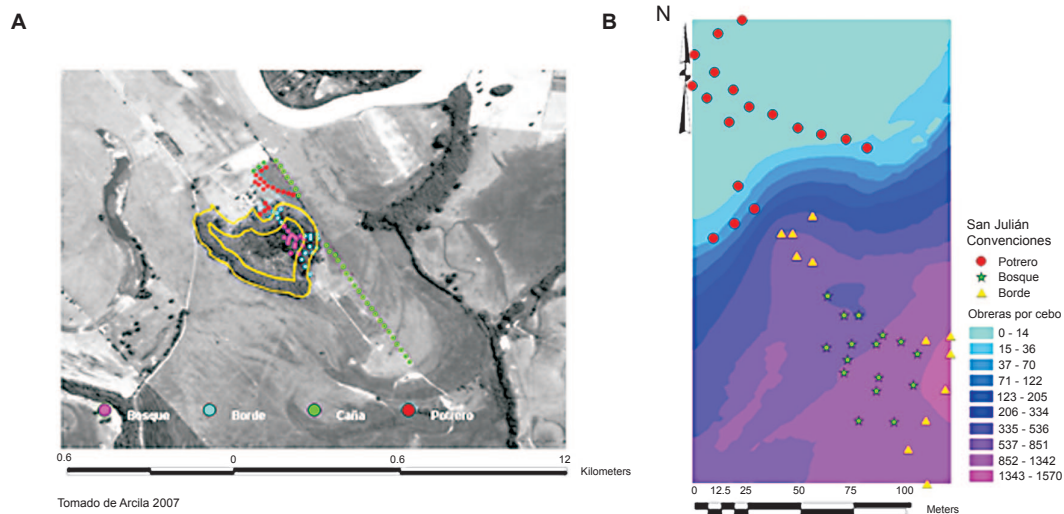 A
Bosque
Borde
Caña
Potrero
0.6
0
0.6
12
Kilometers
Tomado de Arcila 2007
B
N
San Julián
Convenciones
Potrero
Bosque
Borde
Obreras por cebo
0 - 14
15 - 36
37 - 70
71 - 122
123 - 205
206 - 334
335 - 536
537 - 851
852 - 1342
1343 - 1570
0
12.5
25
50
75
100
Meters